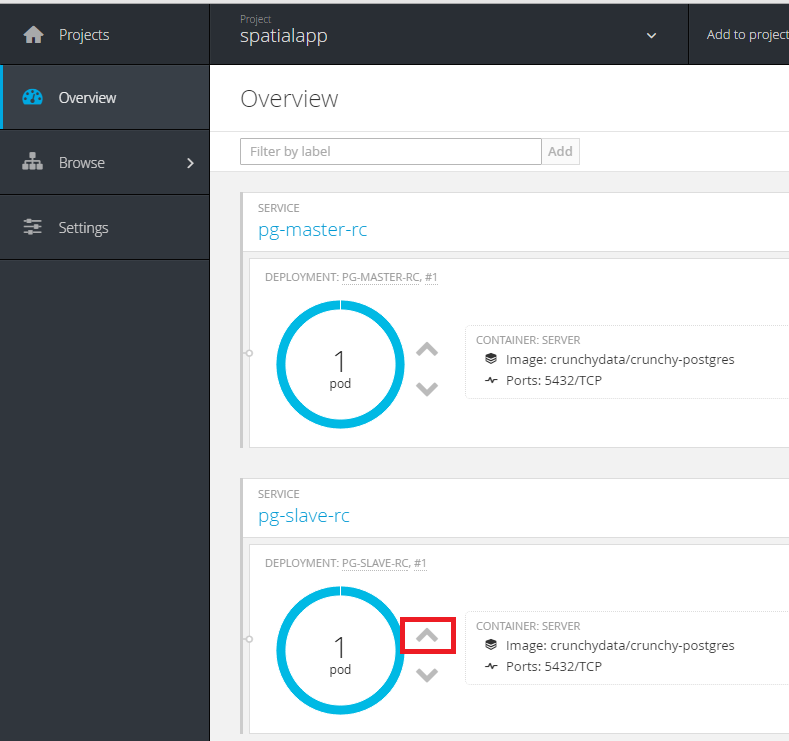 Projects
Project
spatialapp
Add to project
Overview
Overview
Browse
Settings
Filter by label
Add
SERVICE
pg-master-rc
DEPLOYMENT: PG-MASTER-RC, #1
1
pod
CONTAINER: SERVER
Image: crunchydata/crunchy-postgres
Ports: 5432/TCP
SERVICE
pg-slave-rc
DEPLOYMENT: PG-SLAVE-RC, #1
1
pod
CONTAINER: SERVER
Image: crunchydata/crunchy-postgres
Ports: 5432/TCP